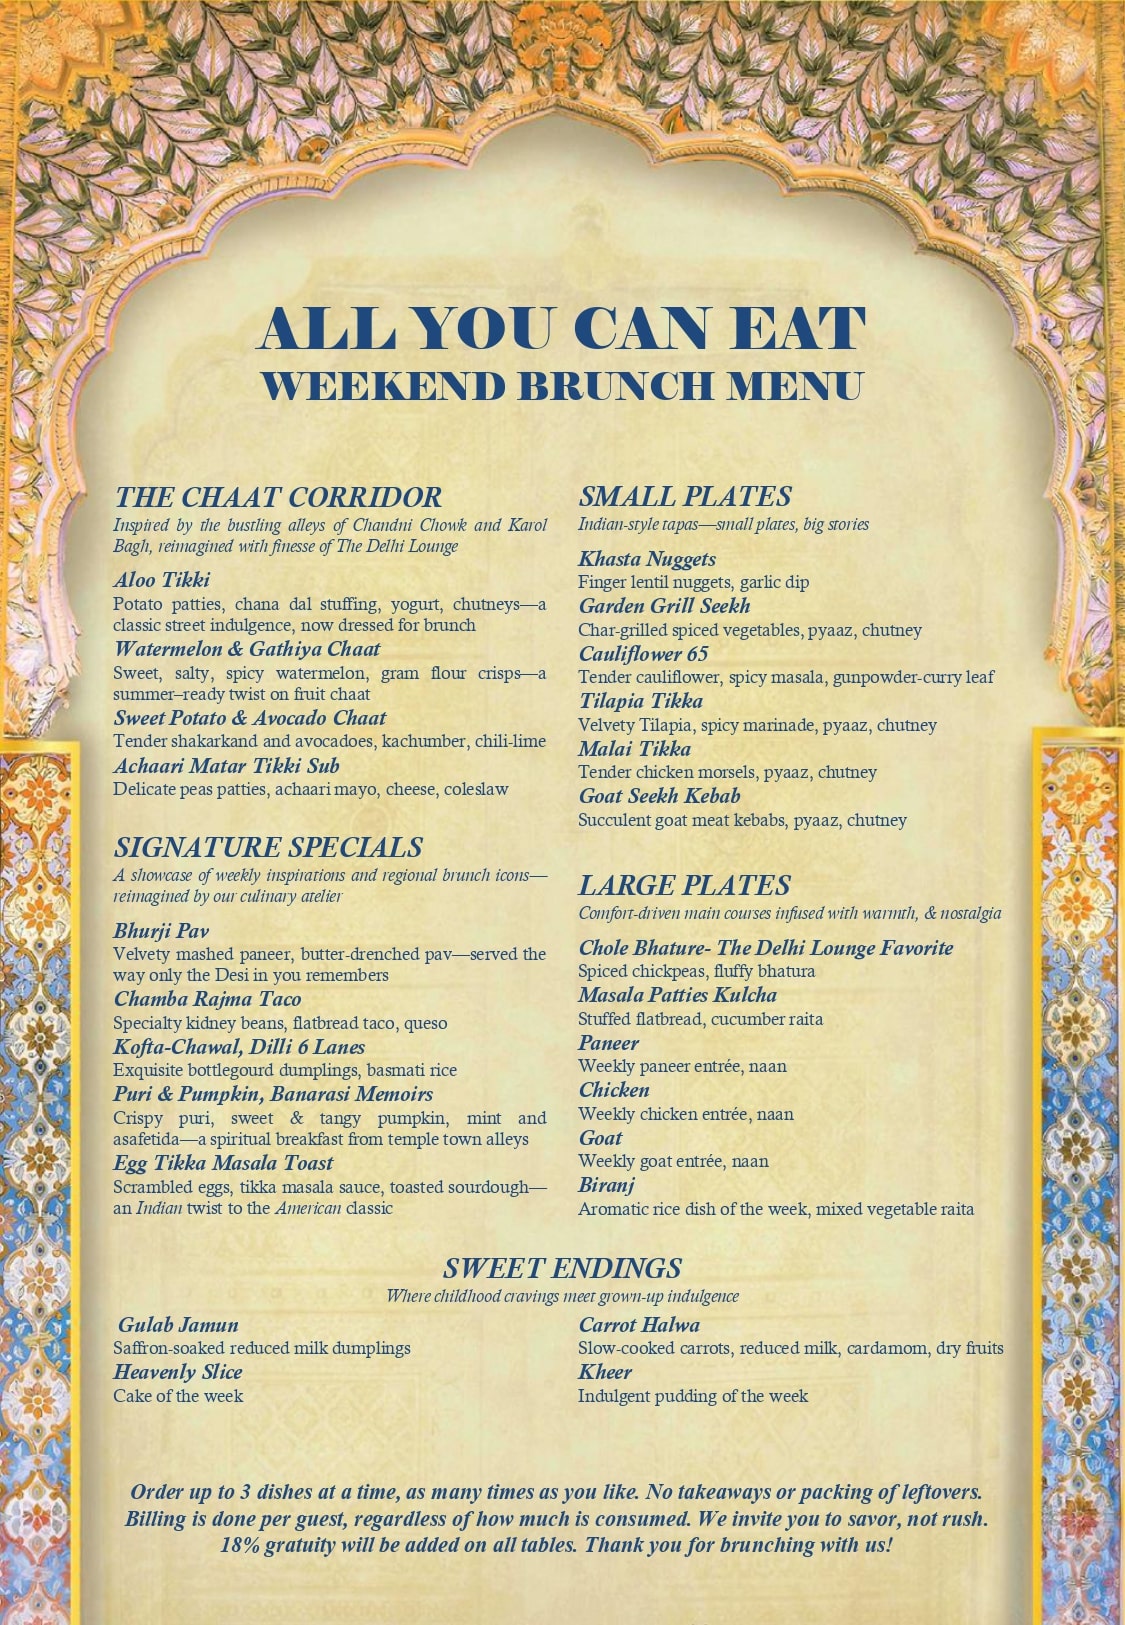 ALL YOU CAN EAT
WEEKEND BRUNCH MENU
THE CHAAT CORRIDOR
Inspired by the bustling alleys of Chandni Chowk and Karol
Bagh, reimagined with finesse of The Delhi Lounge
Aloo Tikki
Potato patties, chana dal stuffing, yogurt, chutneys—a
classic street indulgence, now dressed for brunch
Watermelon & Gathiya Chaat
Sweet, salty, spicy watermelon, gram flour crisps—a
summer–ready twist on fruit chaat
Sweet Potato & Avocado Chaat
Tender shakarkand and avocadoes, kachumber, chili-lime
Achaari Matar Tikki Sub
Delicate peas patties, achaari mayo, cheese, coleslaw
SIGNATURE SPECIALS
A showcase of weekly inspirations and regional brunch icons—
reimagined by our culinary atelier
Bhurji Pav
Velvety mashed paneer, butter-drenched pav—served the
way only the Desi in you remembers
Chamba Rajma Taco
Specialty kidney beans, flatbread taco, queso
Kofta-Chawal, Dilli 6 Lanes
Exquisite bottlegourd dumplings, basmati rice
Puri & Pumpkin, Banarasi Memoirs
Crispy puri, sweet & tangy pumpkin, mint and
asafetida—a spiritual breakfast from temple town alleys
Egg Tikka Masala Toast
Scrambled eggs, tikka masala sauce, toasted sourdough—
an Indian twist to the American classic
SMALL PLATES
Indian-style tapas—small plates, big stories
Khasta Nuggets
Finger lentil nuggets, garlic dip
Garden Grill Seekh
Char-grilled spiced vegetables, pyaaz, chutney
Cauliflower 65
Tender cauliflower, spicy masala, gunpowder-curry leaf
Tilapia Tikka
Velvety Tilapia, spicy marinade, pyaaz, chutney
Malai Tikka
Tender chicken morsels, pyaaz, chutney
Goat Seekh Kebab
Succulent goat meat kebabs, pyaaz, chutney
LARGE PLATES
Comfort-driven main courses infused with warmth, & nostalgia
Chole Bhature- The Delhi Lounge Favorite
Spiced chickpeas, fluffy bhatura
Masala Patties Kulcha
Stuffed flatbread, cucumber raita
Paneer
Weekly paneer entrée, naan
Chicken
Weekly chicken entrée, naan
Goat
Weekly goat entrée, naan
Biranj
Aromatic rice dish of the week, mixed vegetable raita
SWEET ENDINGS
Where childhood cravings meet grown-up indulgence
Gulab Jamun
Saffron-soaked reduced milk dumplings
Heavenly Slice
Cake of the week
Carrot Halwa
Slow-cooked carrots, reduced milk, cardamom, dry fruits
Kheer
Indulgent pudding of the week
Order up to 3 dishes at a time, as many times as you like. No takeaways or packing of leftovers.
Billing is done per guest, regardless of how much is consumed. We invite you to savor, not rush.
18% gratuity will be added on all tables. Thank you for brunching with us!